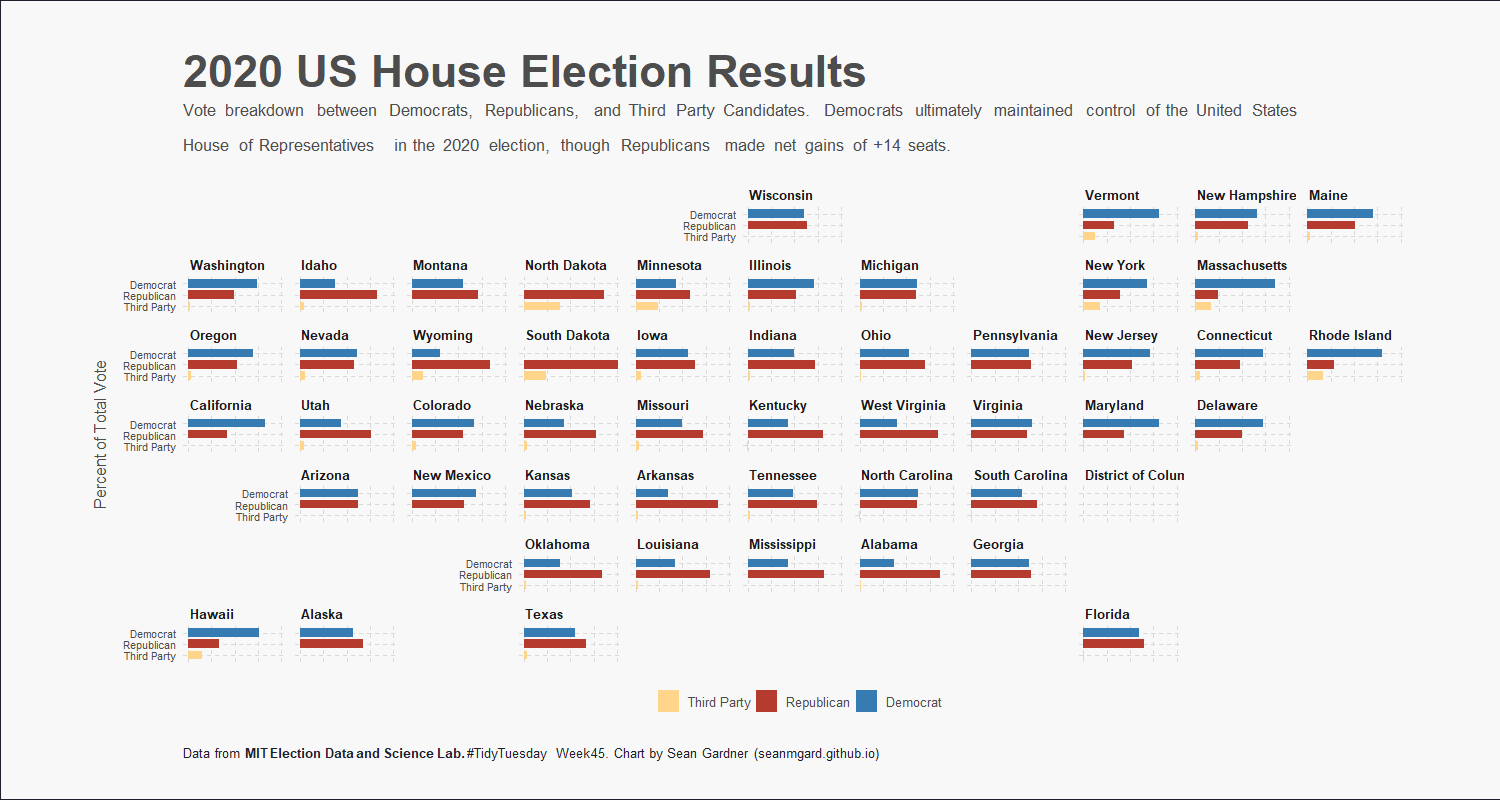 2020 US House Election Results
Vote breakdown between Democrats, Republicans, and Third Party Candidates. Democrats ultimately maintained control of the United States
House of Representatives in the 2020 election, though Republicans made net gains of +14 seats.
Wisconsin Vermont New Hampshire Maine
Democrat
Republican
Third Party
Washington Idaho Montana North Dakota Minnesota Illinois Michigan New York Massachusetts
Democrat
Republican
Third Party
Oregon Nevada Wyoming South Dakota Iowa Indiana Ohio Pennsylvania New Jersey Connecticut Rhode Island
Democrat
Republican
Third Party
California Utah Colorado Nebraska Missouri Kentucky West Virginia Virginia Maryland Delaware
Democrat
Republican
Third Party
Arizona New Mexico Kansas Arkansas Tennessee North Carolina South Carolina District of Colun
Democrat
Republican
Third Party
Oklahoma Louisiana Mississippi Alabama Georgia
Democrat
Republican
Third Party
Hawaii Alaska Texas Florida
Democrat
Republican
Third Party
Percent of Total Vote
Third Party Republican Democrat
Data from MIT Election Data and Science Lab. #TidyTuesday Week45. Chart by Sean Gardner (seanmgard.github.io)